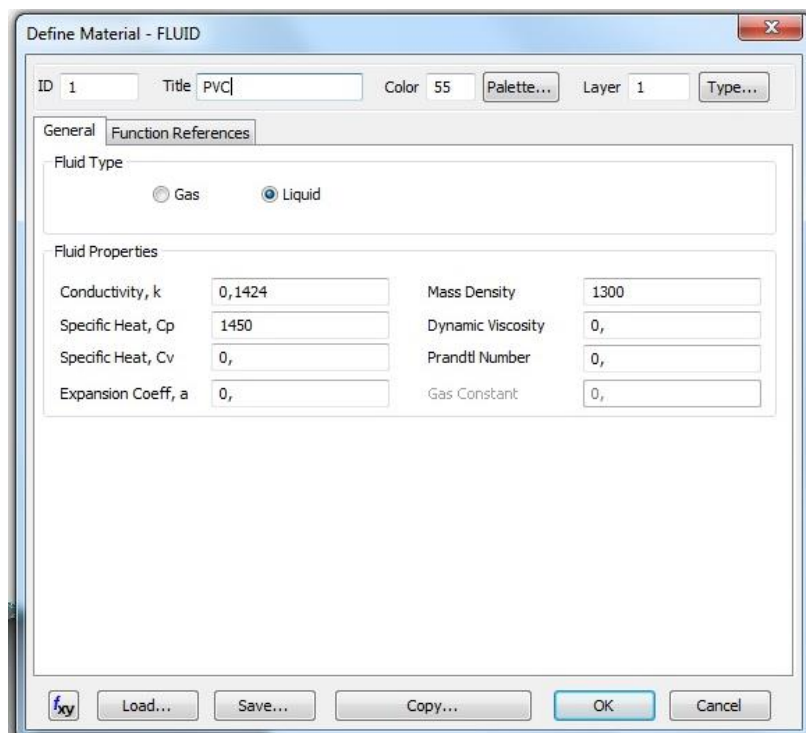 Define Material - FLUID
ID 1 Title PVC Color 55 Palette... Layer 1 Type...
General Function References
Fluid Type
Gas Liquid
Fluid Properties
Conductivity, k 0,1424 Mass Density 1300
Specific Heat, Cp 1450 Dynamic Viscosity 0,
Specific Heat, Cv 0, Prandtl Number 0,
Expansion Coeff, a 0, Gas Constant 0,
fxy Load... Save... Copy... OK Cancel